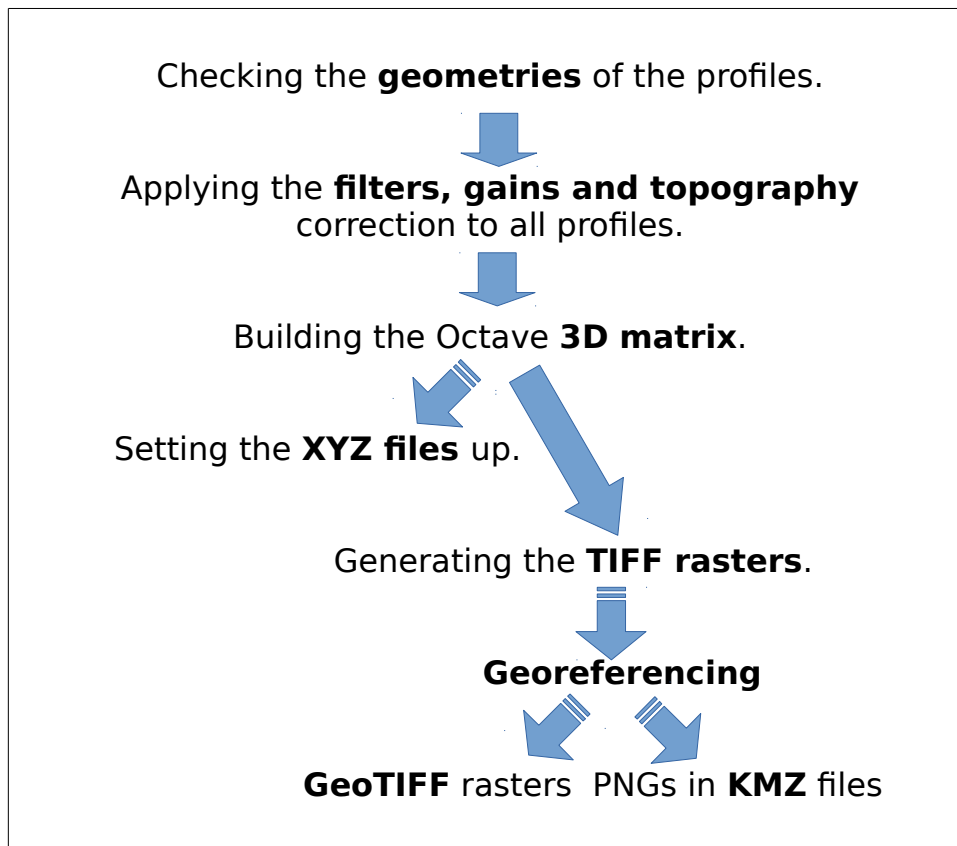 Checking the geometries of the profiles.
Applying the filters, gains and topography
correction to all profiles.
Building the Octave 3D matrix.
Setting the XYZ files up.
Generating the TIFF rasters.
Georeferencing
GeoTIFF rasters PNGs in KMZ files